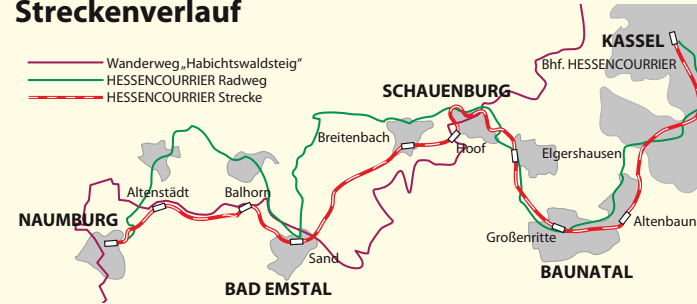 Streckenverlauf
Wanderweg „Habichtswaldsteig"
HESSENCOURRIER Radweg
HESSENCOURRIER Strecke
KASSEL
Bhf. HESSENCOURRIER
SCHAUENBURG
Breitenbach
Hoof
Elgershausen
Altenstädt
Balhorn
NAUMBURG
Großenritte
Altenbaun
Sand
BAUNATAL
BAD EMSTAL